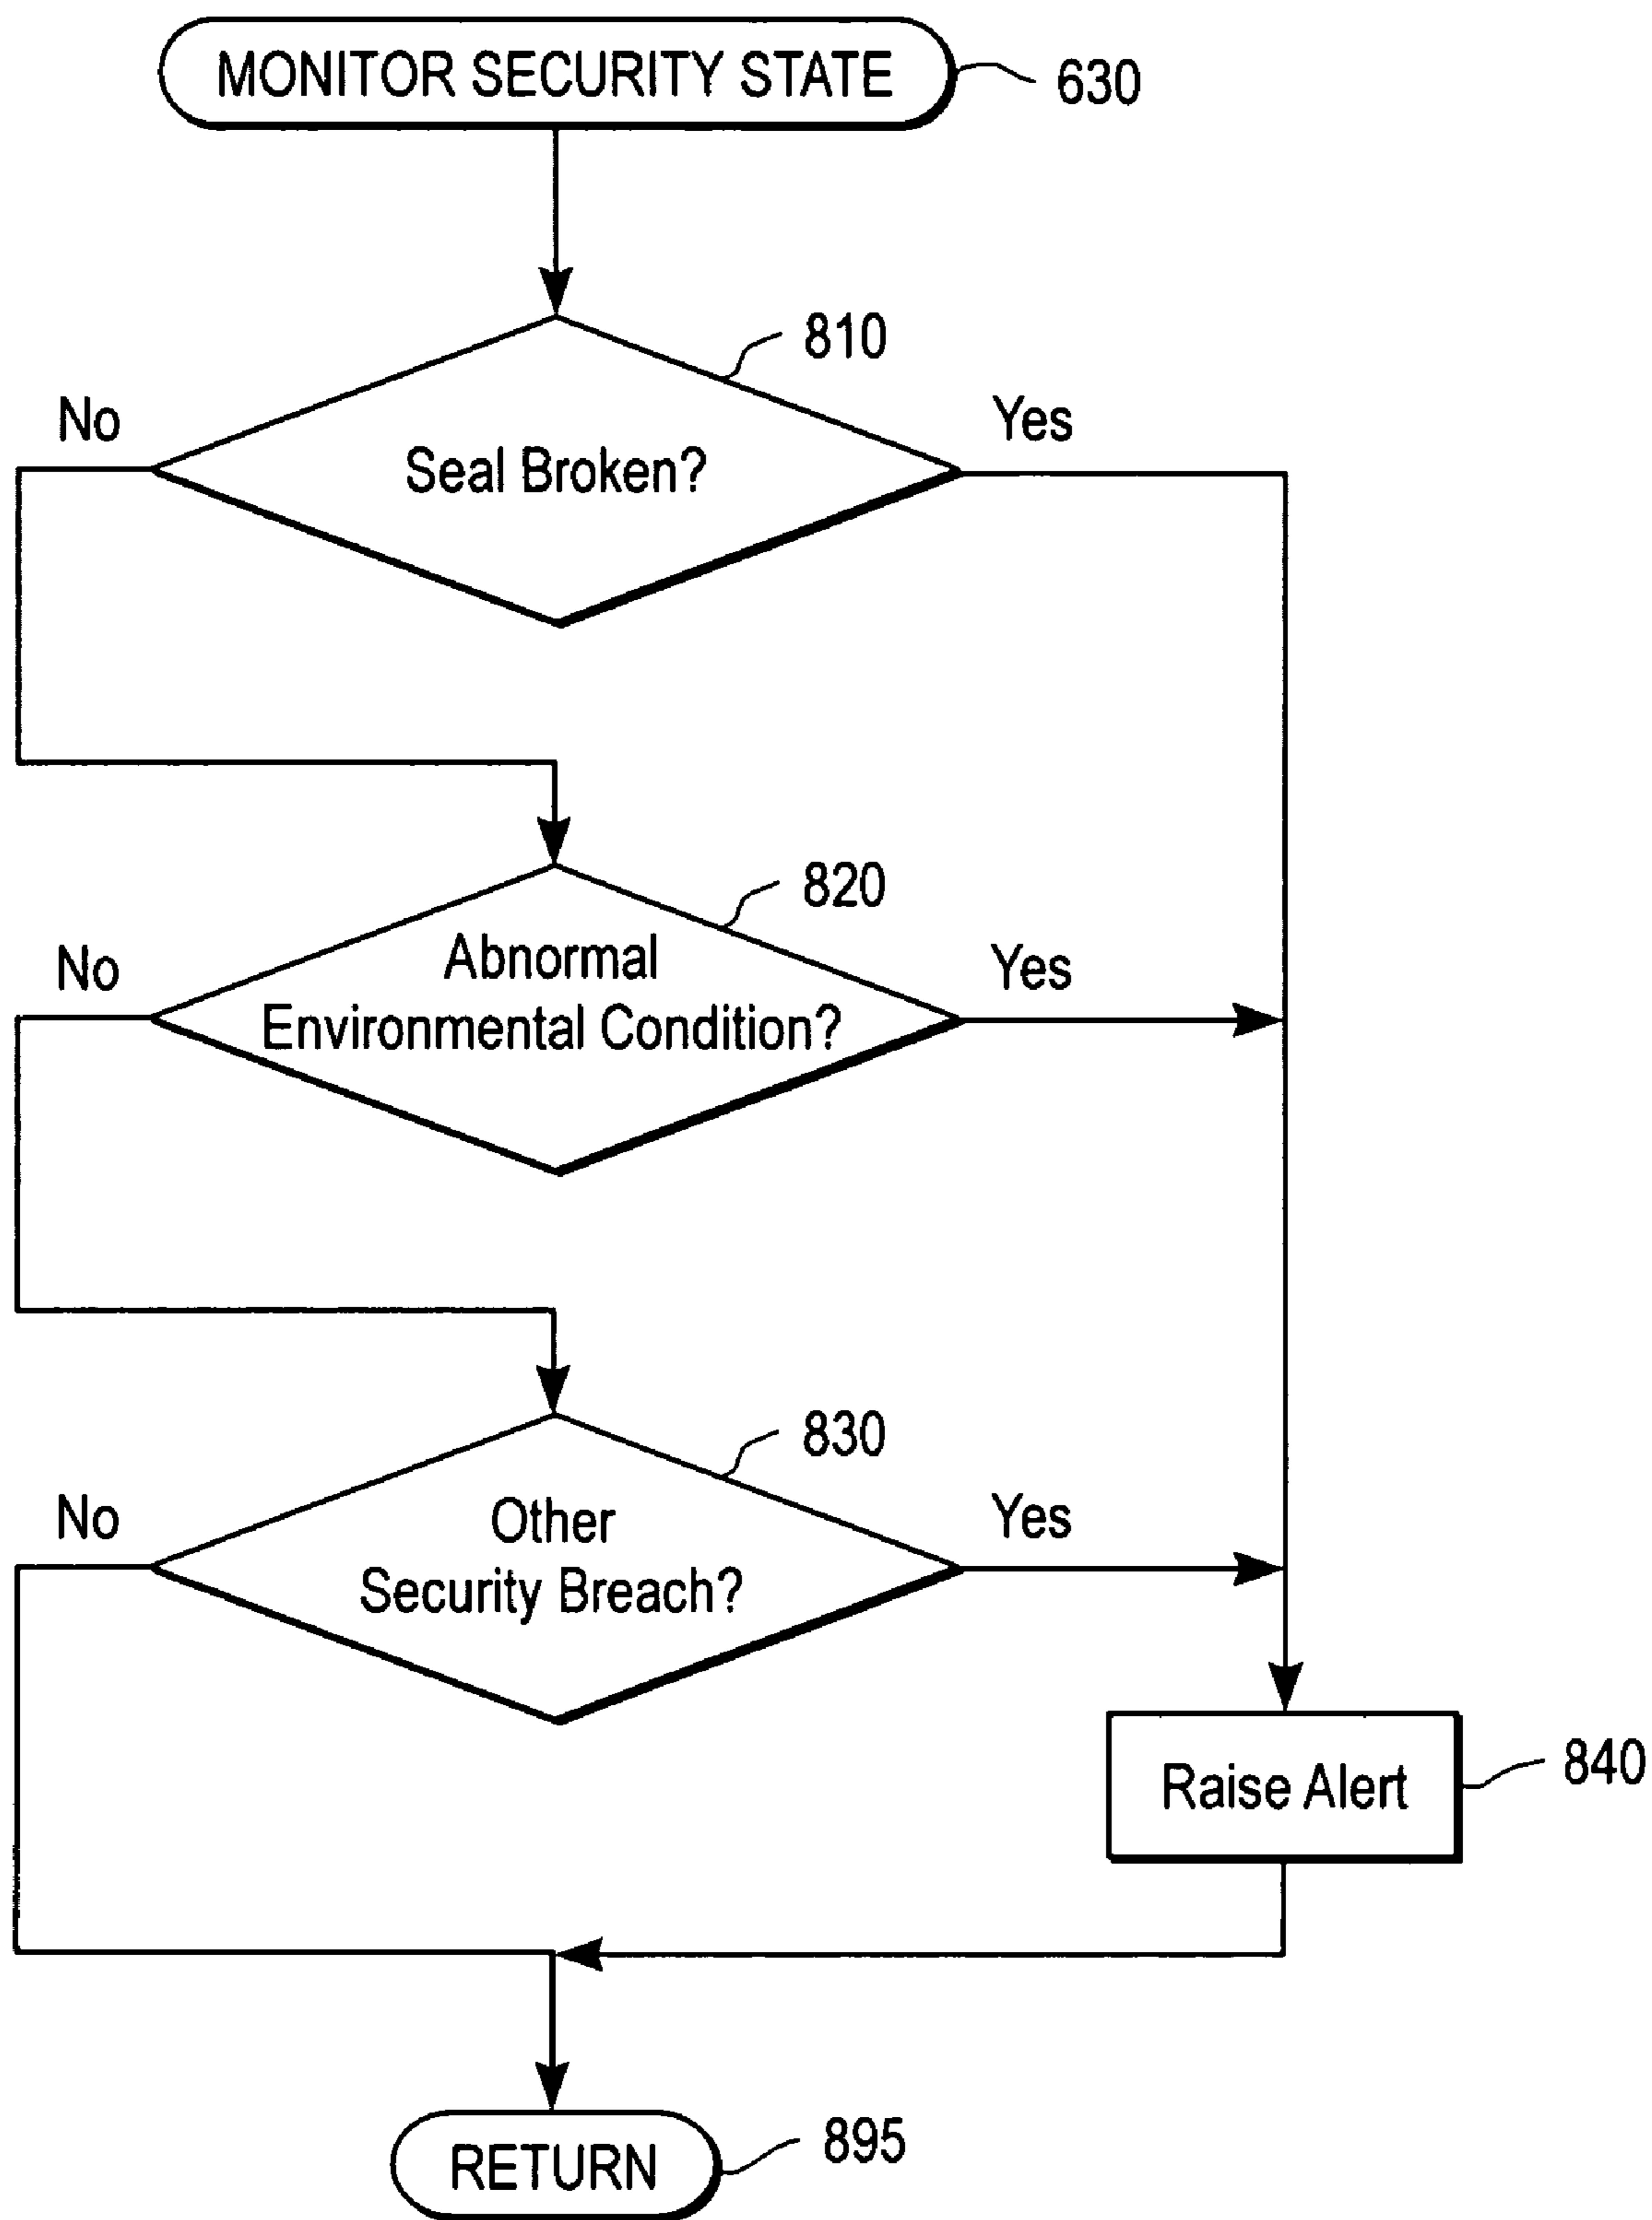 MONITOR SECURITY STATE
630
810
No
Yes
Seal Broken?
820
No
Abnormal
Yes
Environmental Condition?
830
No
Other
Yes
Security Breach?
840
Raise Alert
895
RETURN